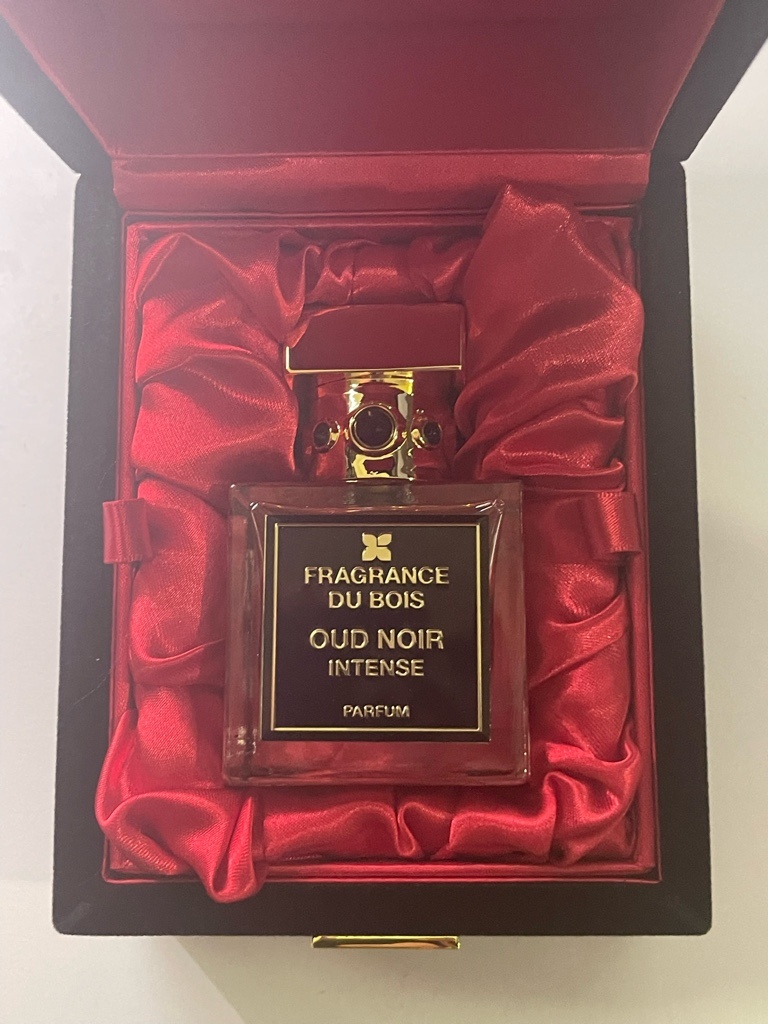 FRAGRANCE
DU BOIS
OUD NOIR
INTENSE
PARFUM